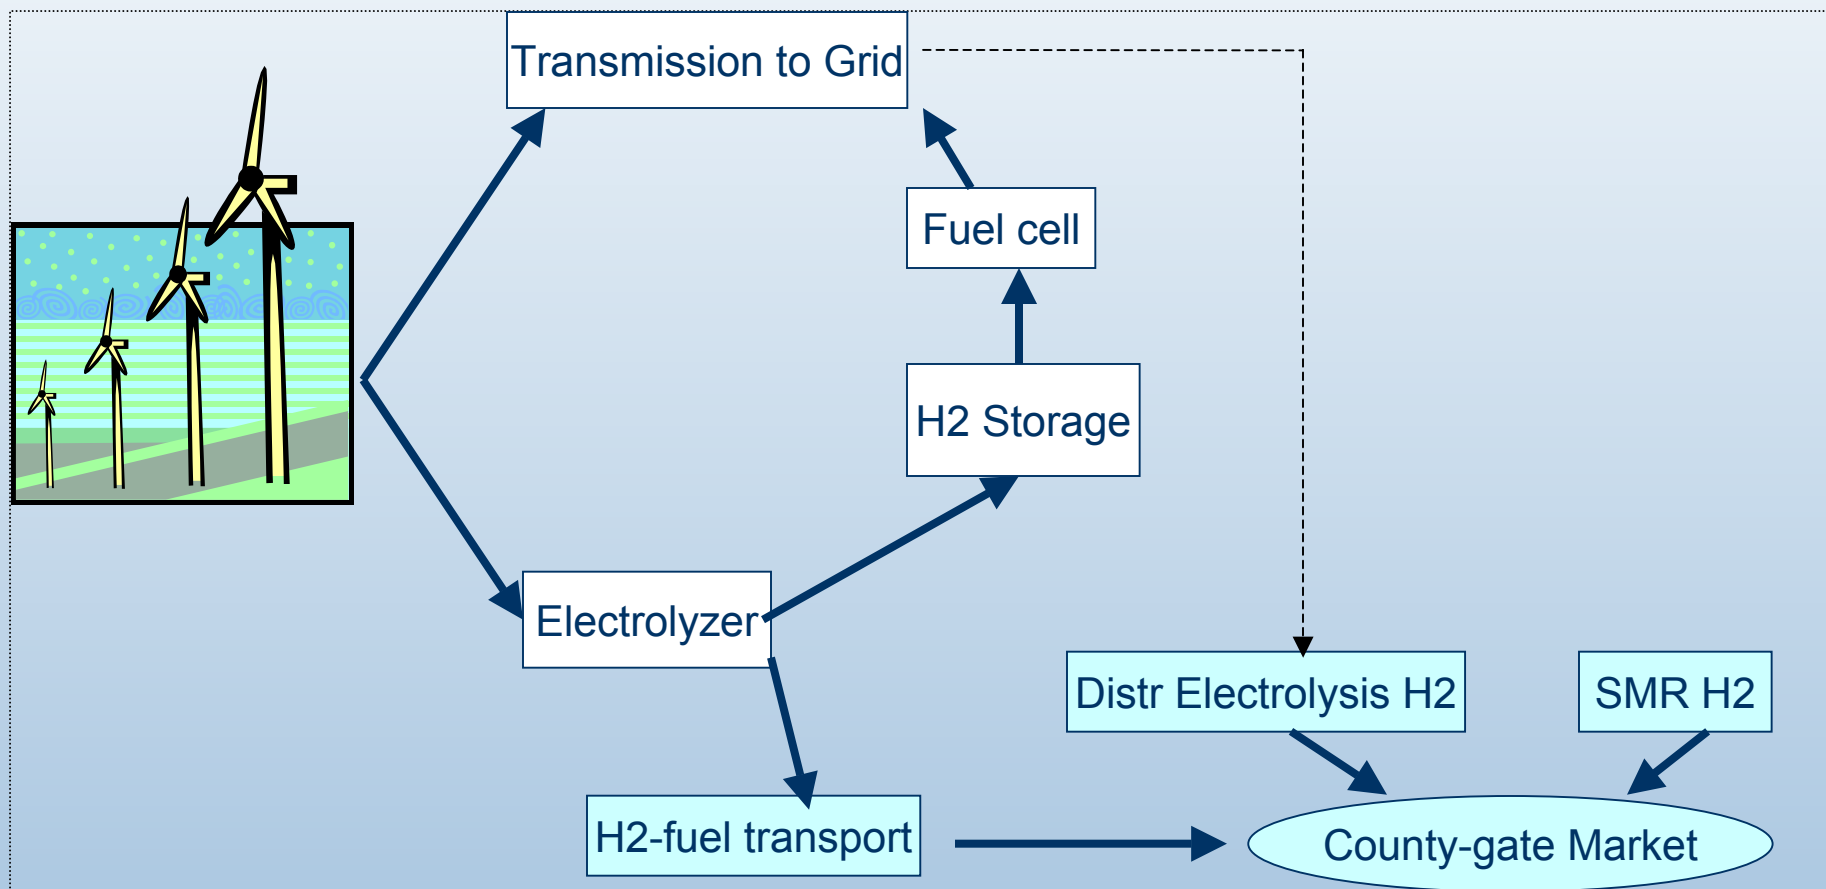 Transmission to Grid
Fuel cell
H2 Storage
Electrolyzer
Distr Electrolysis H2
SMR H2
H2-fuel transport
County-gate Market